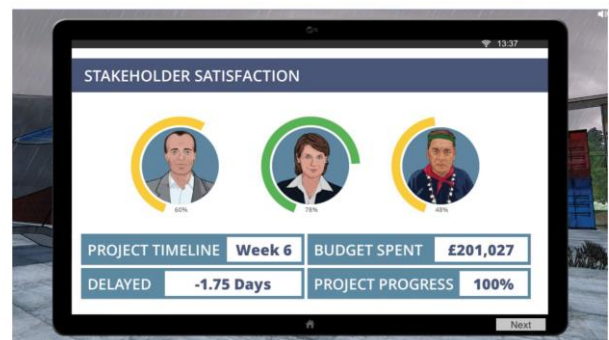 13:37
STAKEHOLDER SATISFACTION
60% 78% 48%
PROJECT TIMELINE Week 6 BUDGET SPENT £201,027
DELAYED -1.75 Days PROJECT PROGRESS 100%
Next